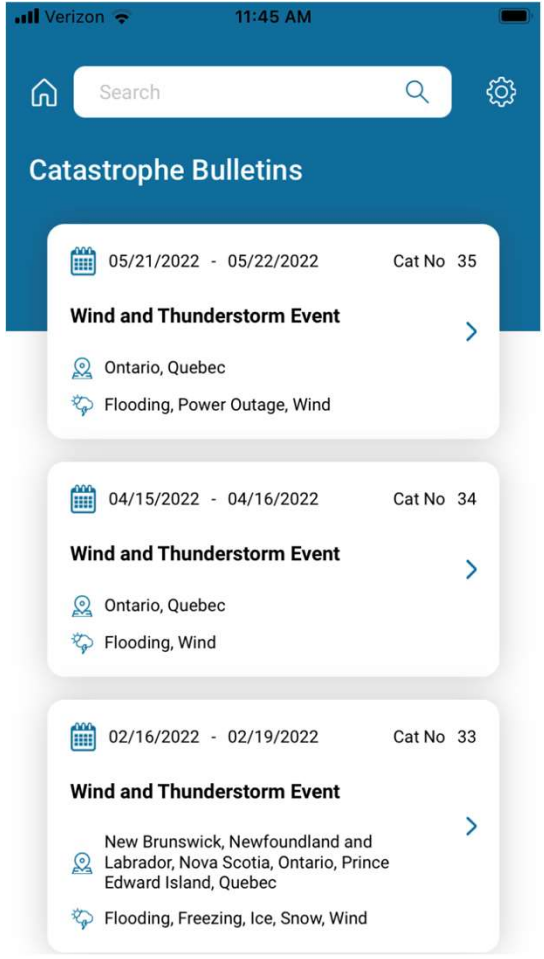 Verizon 11:45 AM
Search
Catastrophe Bulletins
05/21/2022 - 05/22/2022 Cat No 35
Wind and Thunderstorm Event
Ontario, Quebec
Flooding, Power Outage, Wind
04/15/2022 - 04/16/2022 Cat No 34
Wind and Thunderstorm Event
Ontario, Quebec
Flooding, Wind
02/16/2022 - 02/19/2022 Cat No 33
Wind and Thunderstorm Event
New Brunswick, Newfoundland and
Labrador, Nova Scotia, Ontario, Prince
Edward Island, Quebec
Flooding, Freezing, Ice, Snow, Wind